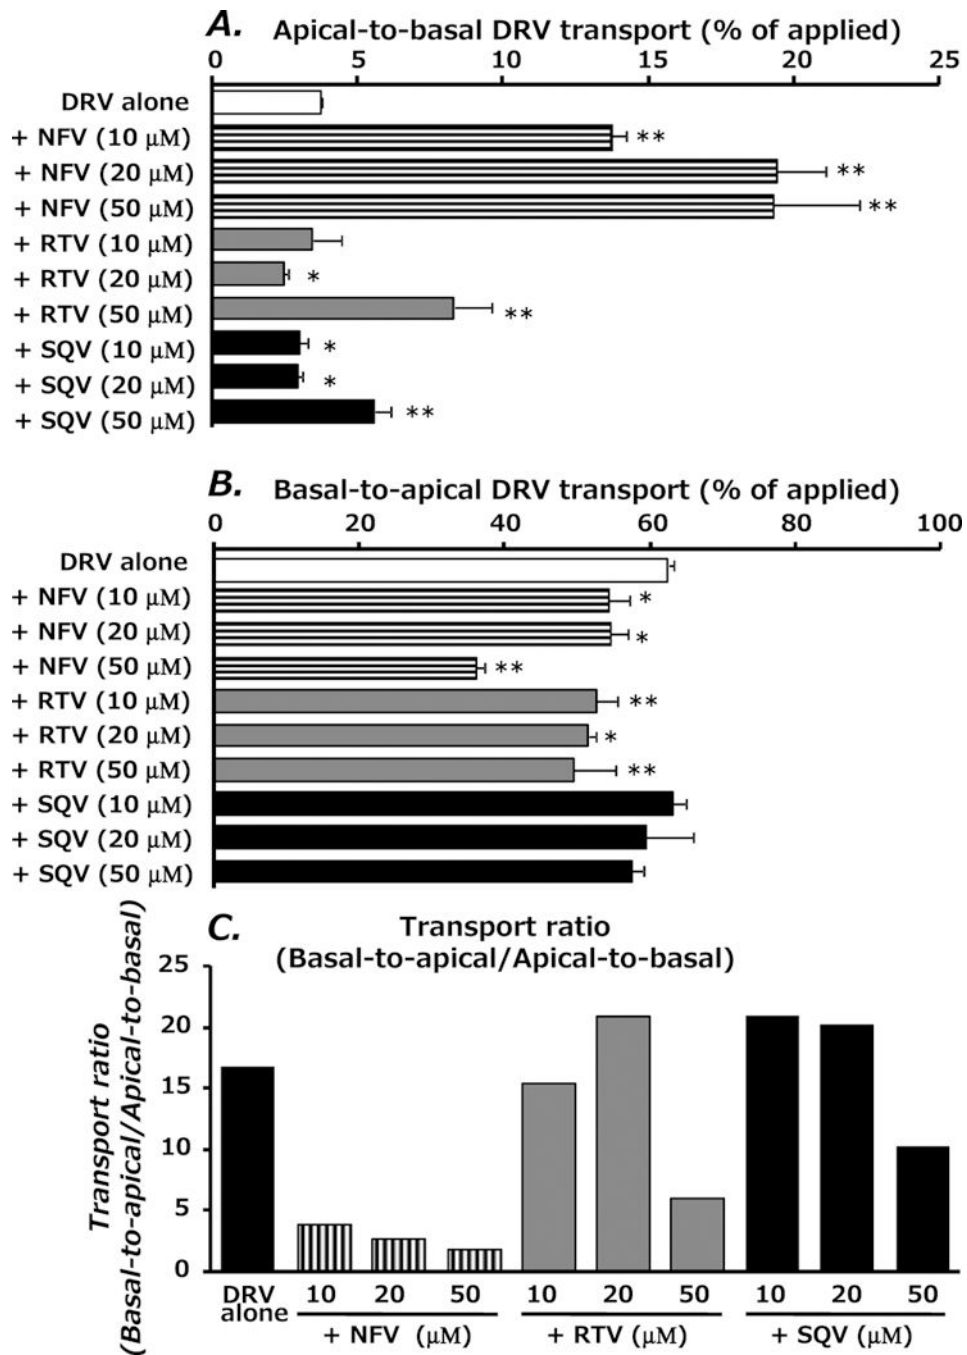 A. Apical-to-basal DRV transport (% of applied)
0 5 10 15 20 25
DRV alone
+ NFV (10 µM) **
+ NFV (20 µM) **
+ NFV (50 µM) **
+ RTV (10 µM)
+ RTV (20 µM) *
+ RTV (50 µM) **
+ SQV (10 µM) *
+ SQV (20 µM) *
+ SQV (50 µM) **
B. Basal-to-apical DRV transport (% of applied)
0 20 40 60 80 100
DRV alone
+ NFV (10 µM) *
+ NFV (20 µM) *
+ NFV (50 µM) **
+ RTV (10 µM) **
+ RTV (20 µM) *
+ RTV (50 µM) **
+ SQV (10 µM)
+ SQV (20 µM)
+ SQV (50 µM)
C. Transport ratio
(Basal-to-apical/Apical-to-basal)
Transport ratio
(Basal-to-apical/Apical-to-basal)
25
20
15
10
5
0
DRV
alone
10 20 50 10 20 50 10 20 50
+ NFV (µM) + RTV (µM) + SQV (µM)